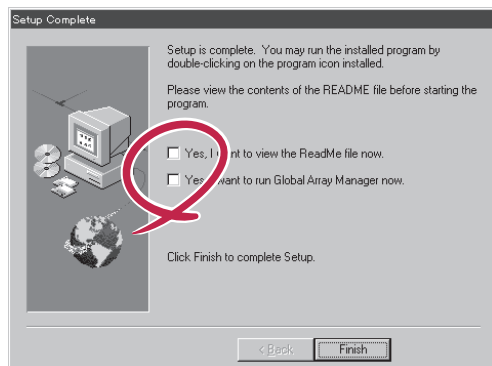 Setup Complete
Setup is complete. You may run the installed program by
double-clicking on the program icon installed.
Please view the contents of the README file before starting the
program.
Yes, I want to view the ReadMe file now.
Yes, I want to run Global Array Manager now.
Click Finish to complete Setup.
< Back
Finish